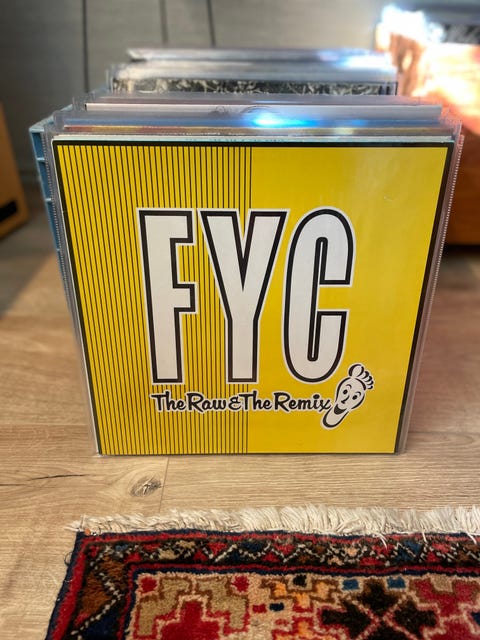 FYC
The Raw & The Remix